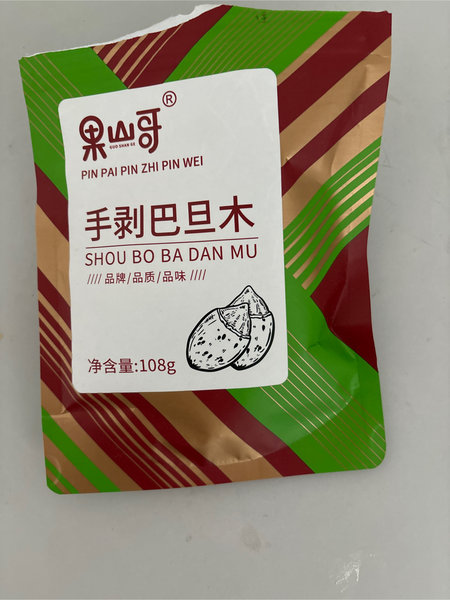 果山哥®
GUO SHAN GE
PIN PAI PIN ZHI PIN WEI
手剥巴旦木
SHOU BO BA DAN MU
//// 品牌/品质/品味 ////
净含量:108g